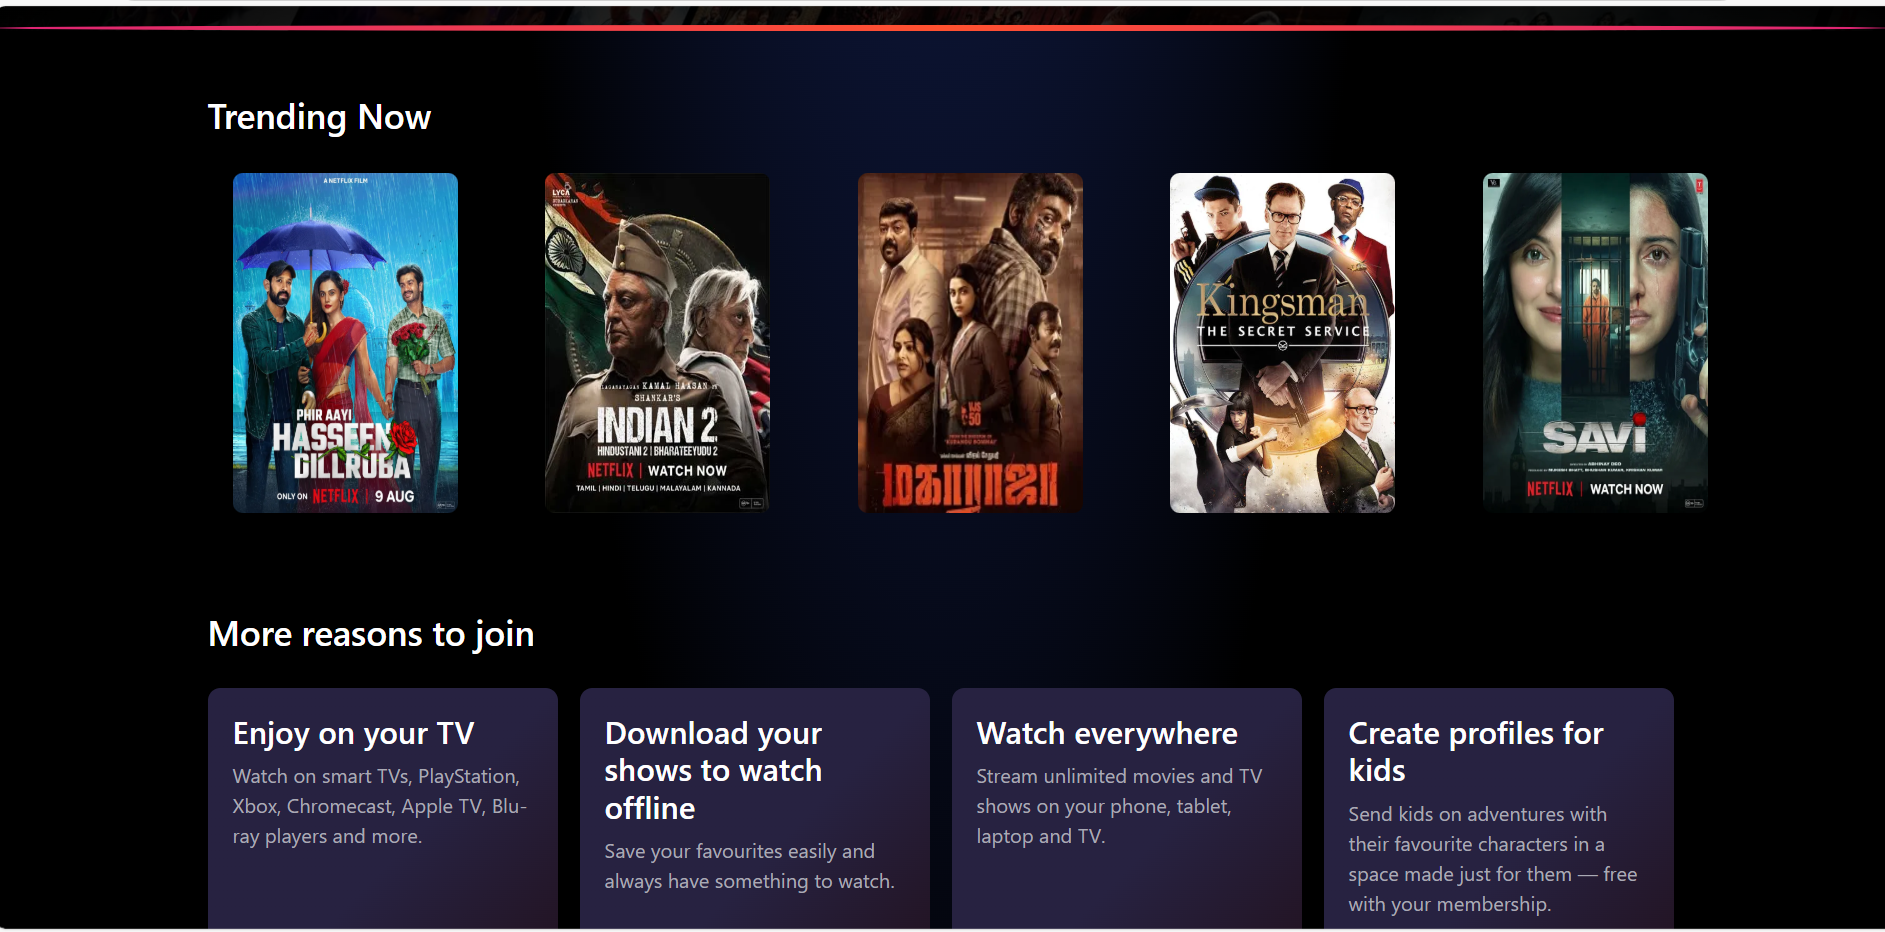 Trending Now
A NETFLIX FILM
PHIR AAYI
HASSEEN
DILLRUBA
ONLY ON NETFLIX | 9 AUG
LYCA
KAMAL HAASAN
SHANKAR'S
INDIAN 2
HINDUSTANI 2 | BHARATEEYUDU 2
NETFLIX | WATCH NOW
TAMIL | HINDI | TELUGU | MALAYALAM | KANNADA
VJS
50
மகாராஜா
Kingsman
THE SECRET SERVICE
SAVI
ABHINAY DEO
NETFLIX | WATCH NOW
More reasons to join
Enjoy on your TV
Watch on smart TVs, PlayStation,
Xbox, Chromecast, Apple TV, Blu-
ray players and more.
Download your
shows to watch
offline
Save your favourites easily and
always have something to watch.
Watch everywhere
Stream unlimited movies and TV
shows on your phone, tablet,
laptop and TV.
Create profiles for
kids
Send kids on adventures with
their favourite characters in a
space made just for them — free
with your membership.